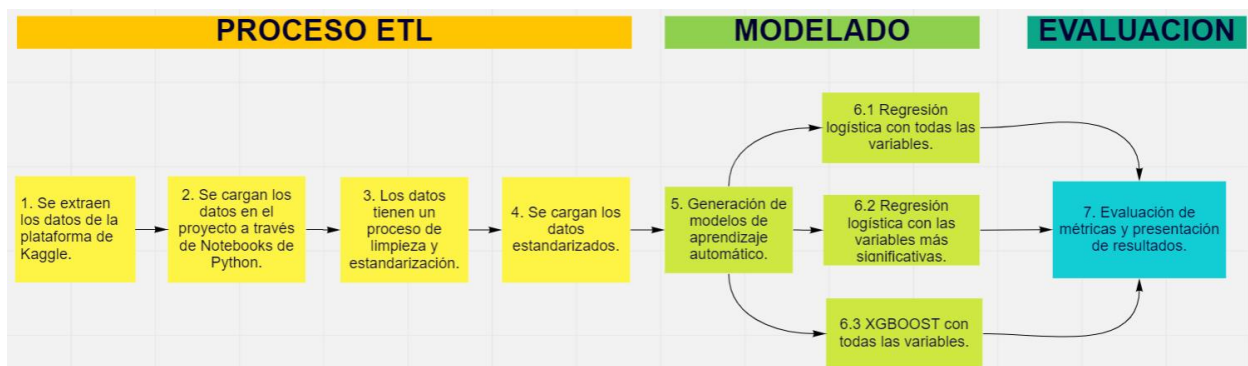 PROCESO ETL
MODELADO
EVALUACION
1. Se extraen
los datos de la
plataforma de
Kaggle.
2. Se cargan los
datos en el
proyecto a través
de Notebooks de
Python.
3. Los datos
tienen un
proceso de
limpieza y
estandarización.
4. Se cargan los
datos
estandarizados.
5. Generación de
modelos de
aprendizaje
automático.
6.1 Regresión
logística con todas las
variables.
6.2 Regresión
logística con las
variables más
significativas.
6.3 XGBOOST con
todas las variables.
7. Evaluación de
métricas y presentación
de resultados.